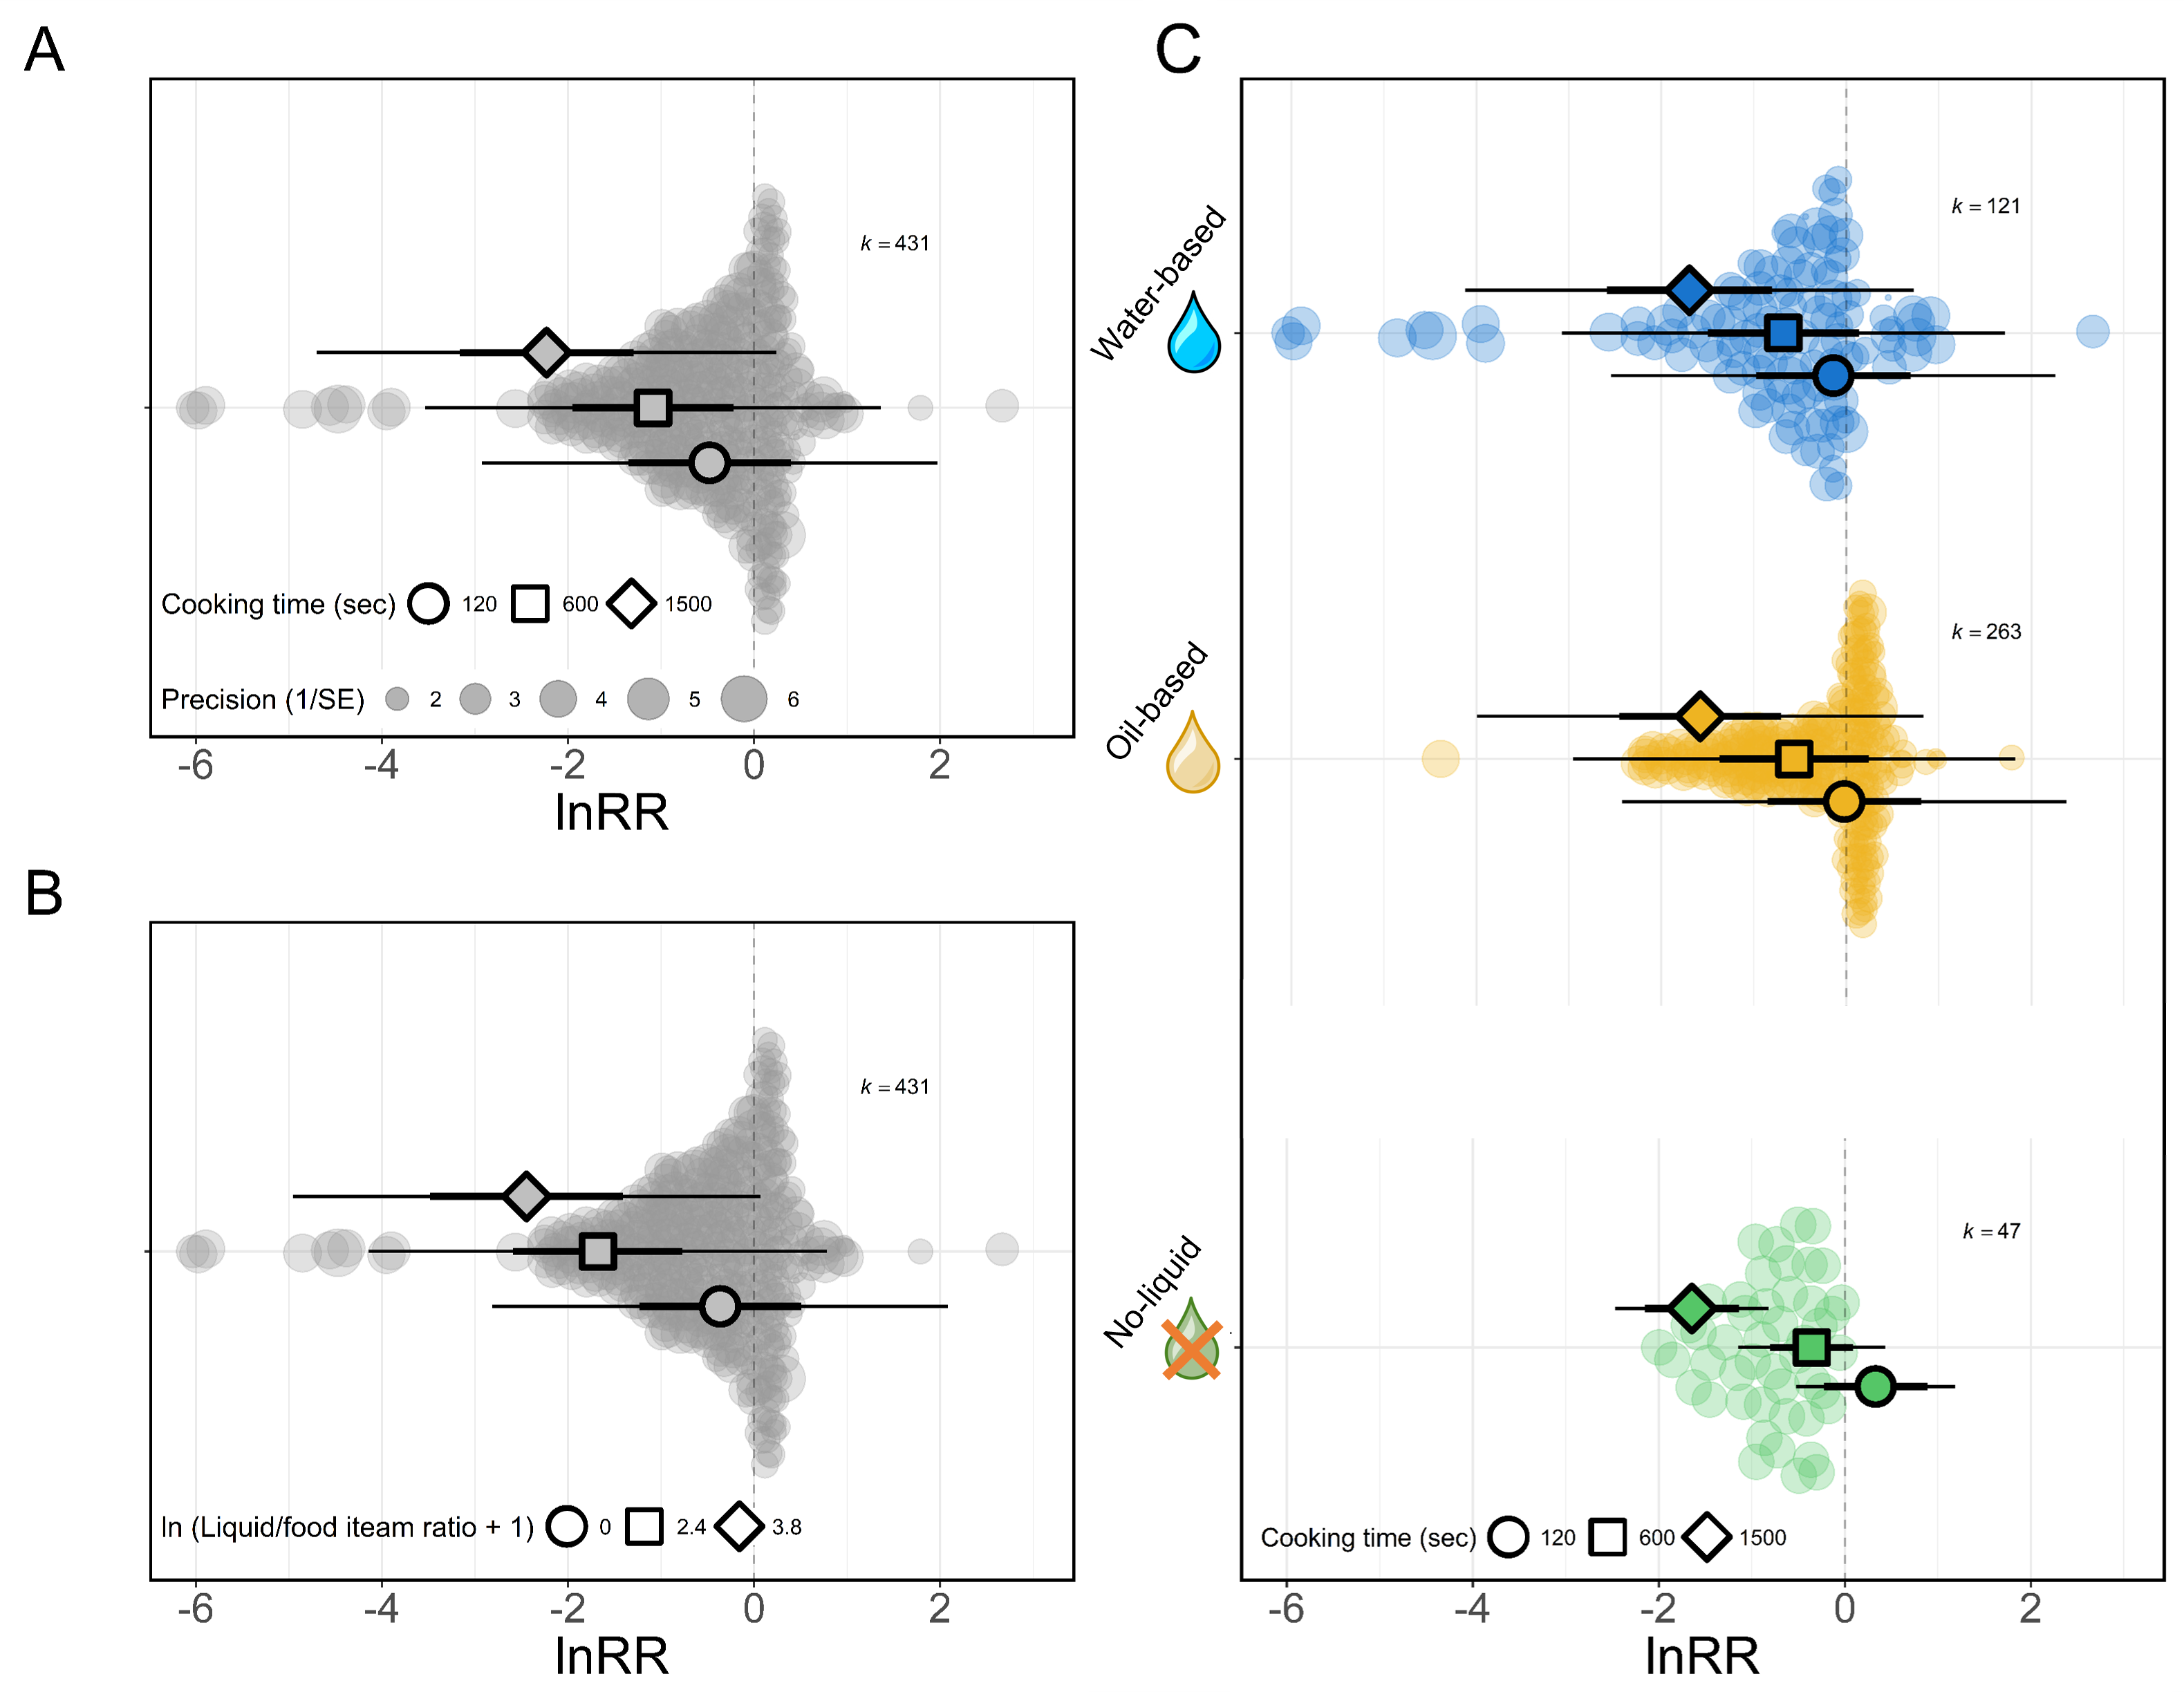 A
k = 431
Cooking time (sec) 120 600 1500
Precision (1/SE) 2 3 4 5 6
-6 -4 -2 0 2
lnRR
B
k = 431
ln (Liquid/food iteam ratio + 1) 0 2.4 3.8
-6 -4 -2 0 2
lnRR
C
Water-based
k = 121
Oil-based
k = 263
No-liquid
k = 47
Cooking time (sec) 120 600 1500
-6 -4 -2 0 2
lnRR